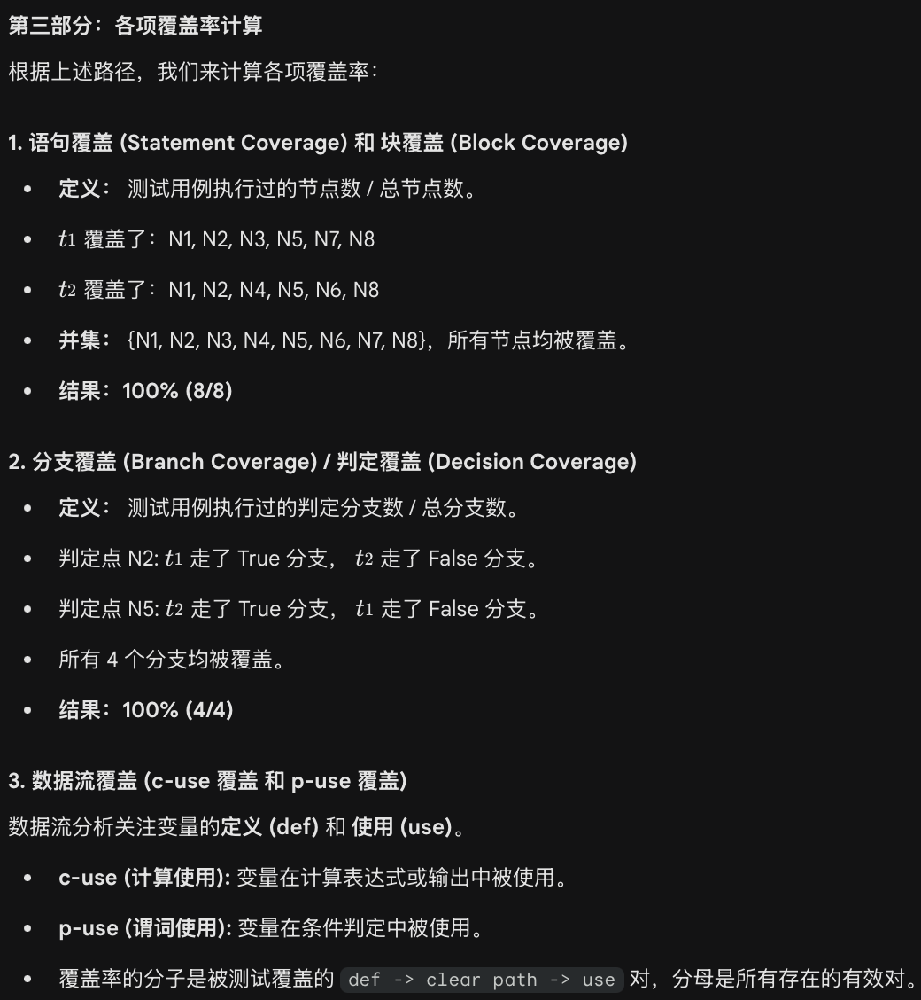 第三部分：各项覆盖率计算
根据上述路径，我们来计算各项覆盖率：
1. 语句覆盖 (Statement Coverage) 和 块覆盖 (Block Coverage)
• 定义： 测试用例执行过的节点数 / 总节点数。
• t1 覆盖了：N1, N2, N3, N5, N7, N8
• t2 覆盖了：N1, N2, N4, N5, N6, N8
• 并集： {N1, N2, N3, N4, N5, N6, N7, N8}，所有节点均被覆盖。
• 结果：100% (8/8)
2. 分支覆盖 (Branch Coverage) / 判定覆盖 (Decision Coverage)
• 定义： 测试用例执行过的判定分支数 / 总分支数。
• 判定点 N2: t1 走了 True 分支， t2 走了 False 分支。
• 判定点 N5: t2 走了 True 分支， t1 走了 False 分支。
• 所有 4 个分支均被覆盖。
• 结果：100% (4/4)
3. 数据流覆盖 (c-use 覆盖 和 p-use 覆盖)
数据流分析关注变量的定义 (def) 和 使用 (use)。
• c-use (计算使用): 变量在计算表达式或输出中被使用。
• p-use (谓词使用): 变量在条件判定中被使用。
• 覆盖率的分子是被测试覆盖的 def -> clear path -> use 对，分母是所有存在的有效对。